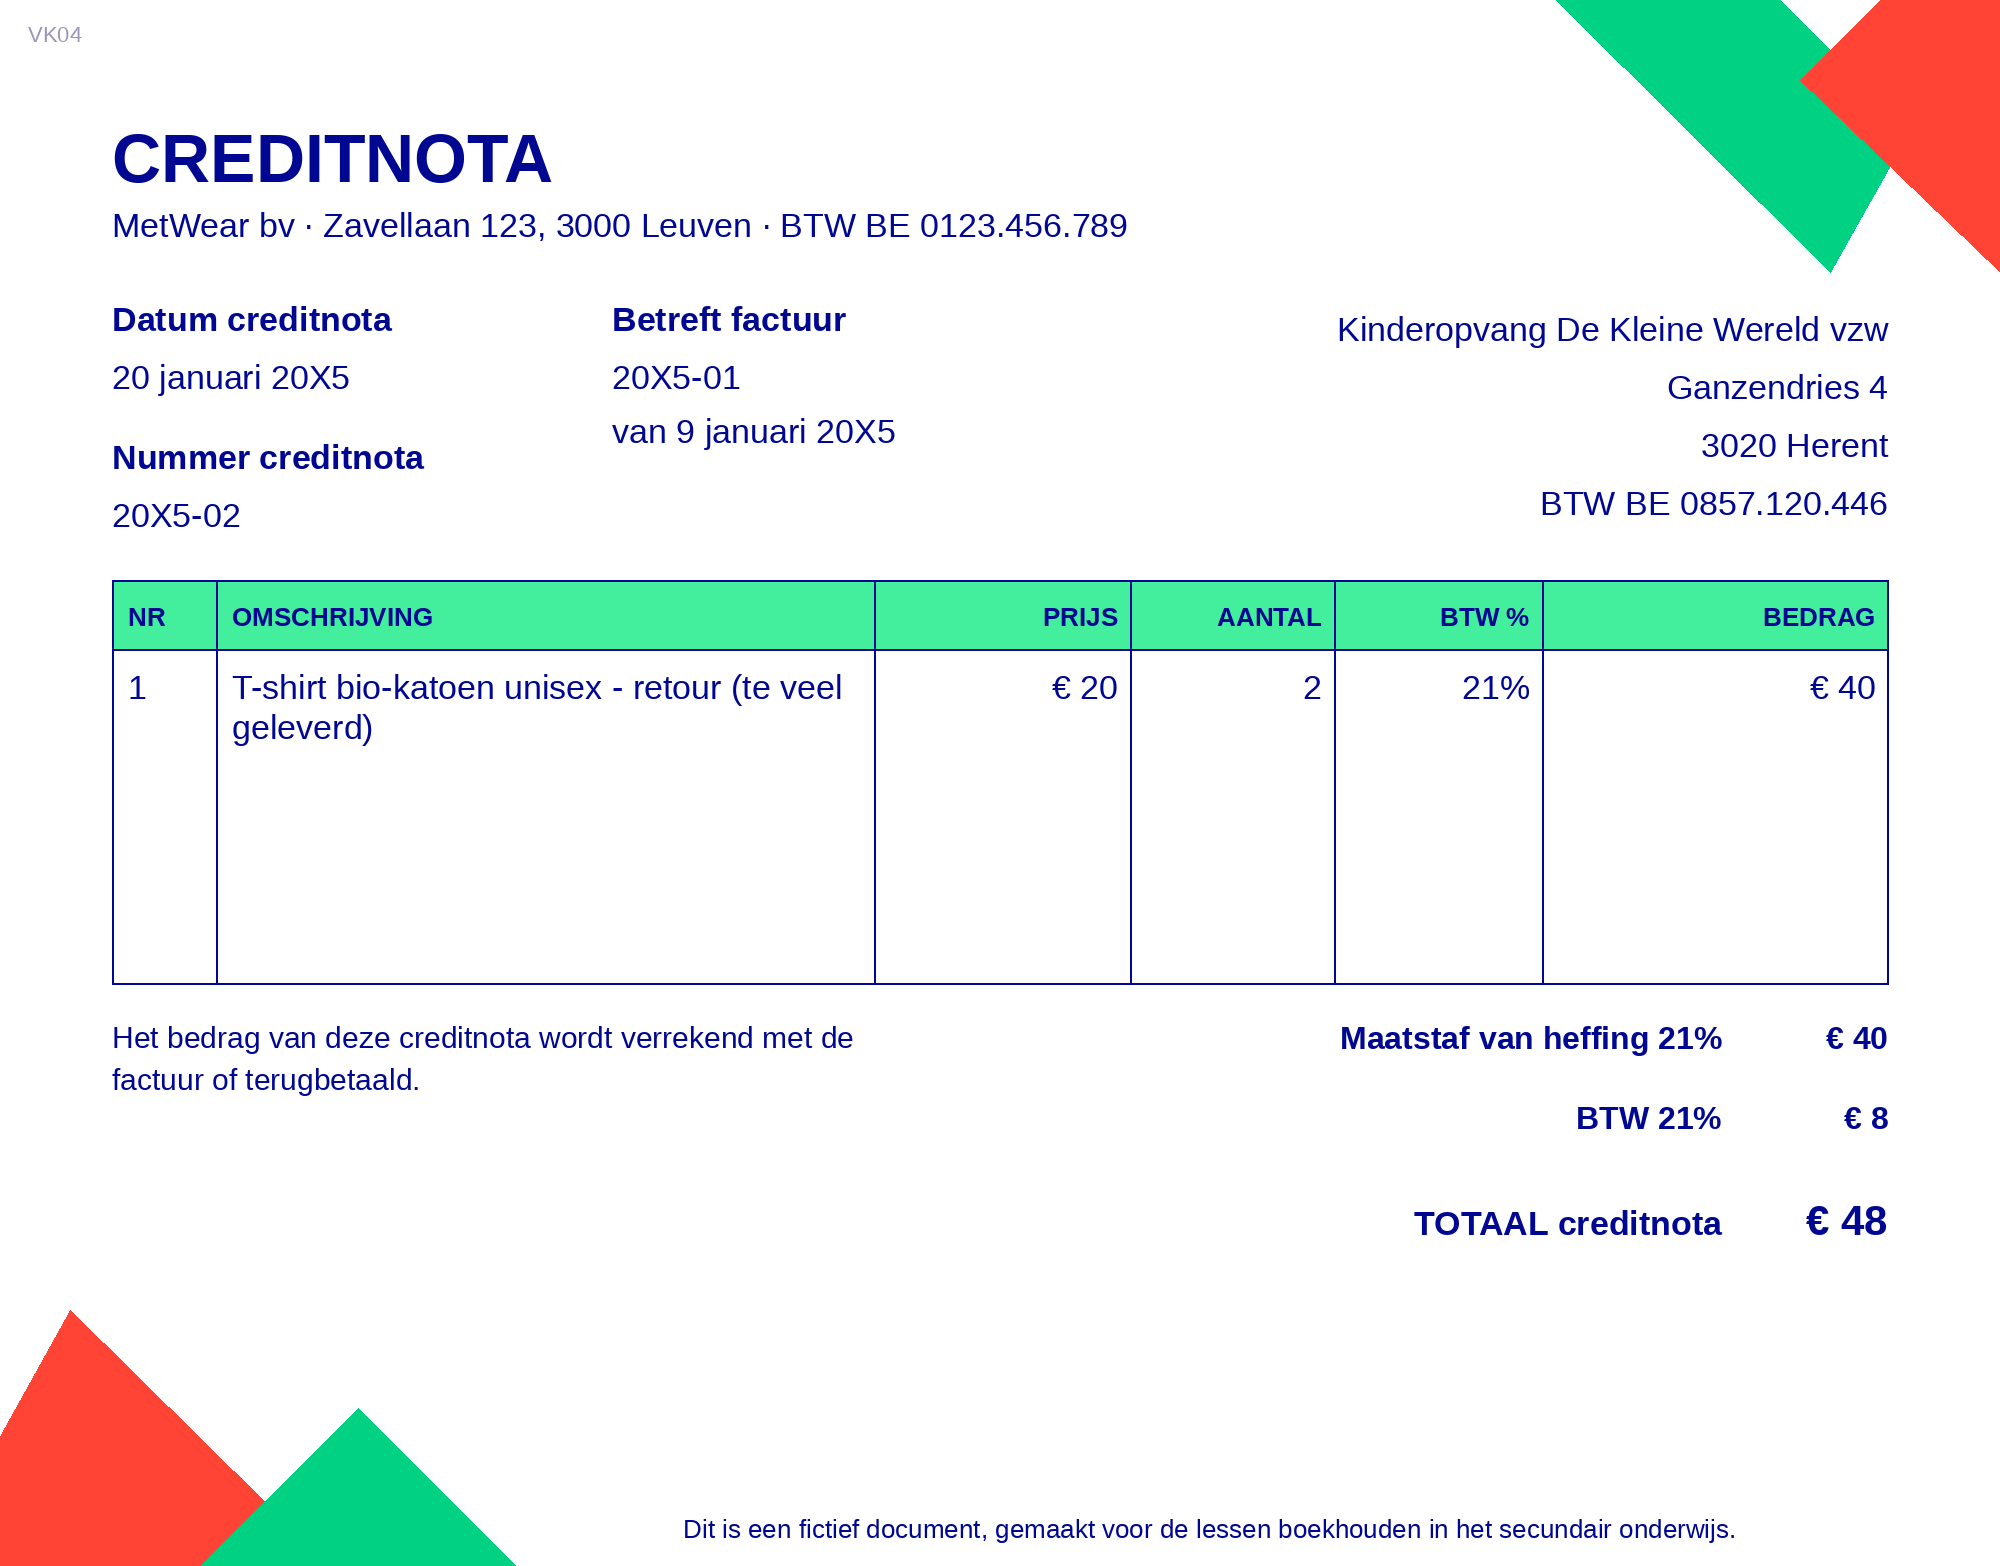 VK04
CREDITNOTA
MetWear bv · Zavellaan 123, 3000 Leuven · BTW BE 0123.456.789
Datum creditnota
20 januari 20X5
Nummer creditnota
20X5-02
Betreft factuur
20X5-01
van 9 januari 20X5
Kinderopvang De Kleine Wereld vzw
Ganzendries 4
3020 Herent
BTW BE 0857.120.446
NR OMSCHRIJVING PRIJS AANTAL BTW % BEDRAG
1 T-shirt bio-katoen unisex - retour (te veel € 20 2 21% € 40
geleverd)
Het bedrag van deze creditnota wordt verrekend met de
factuur of terugbetaald.
Maatstaf van heffing 21% € 40
BTW 21% € 8
TOTAAL creditnota € 48
Dit is een fictief document, gemaakt voor de lessen boekhouden in het secundair onderwijs.